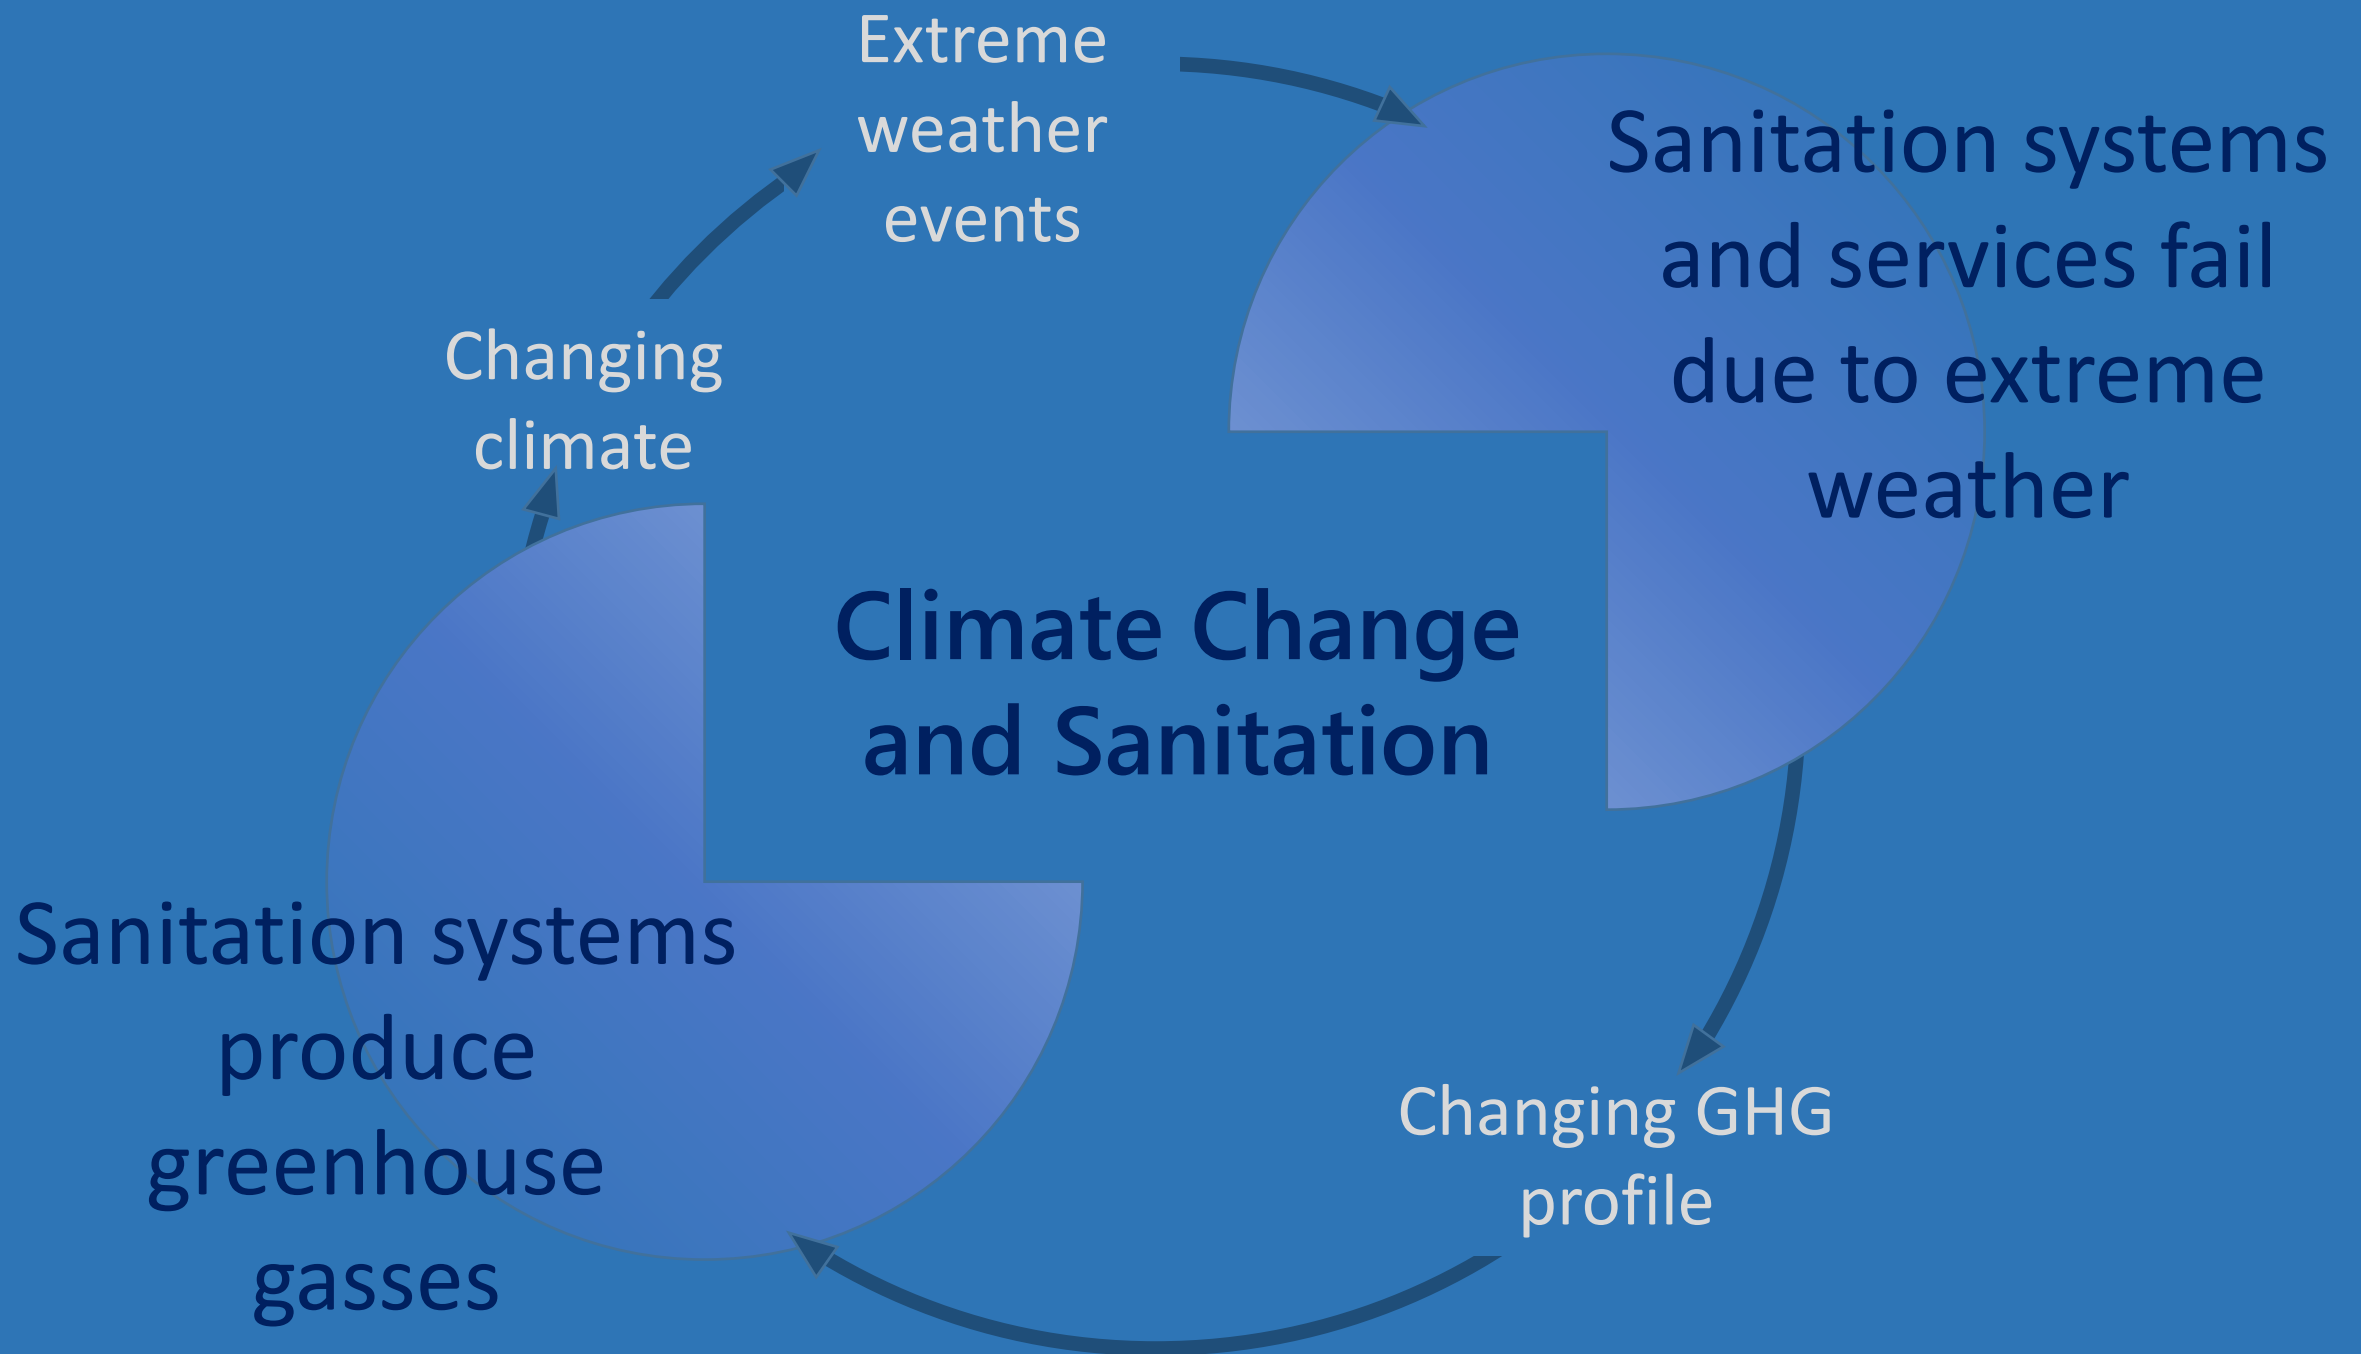 Extreme
weather
events
Sanitation systems
and services fail
due to extreme
weather
Changing
climate
Climate Change
and Sanitation
Sanitation systems
produce
greenhouse
gasses
Changing GHG
profile